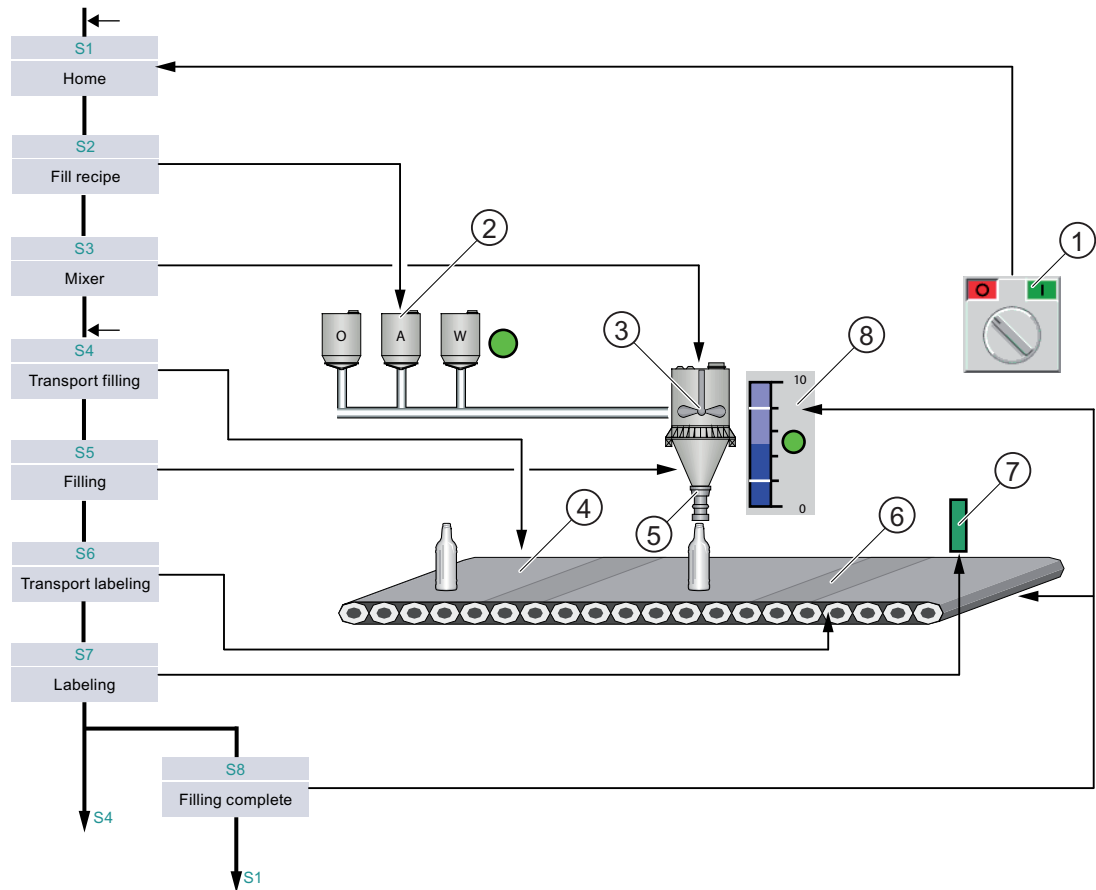 S1
Home
S2
Fill recipe
2
1
S3
Mixer
O
A
W
3
8
S4
Transport filling
10
S5
Filling
0
4
5
6
7
S6
Transport labeling
S7
Labeling
S8
Filling complete
S4
S1
O
I